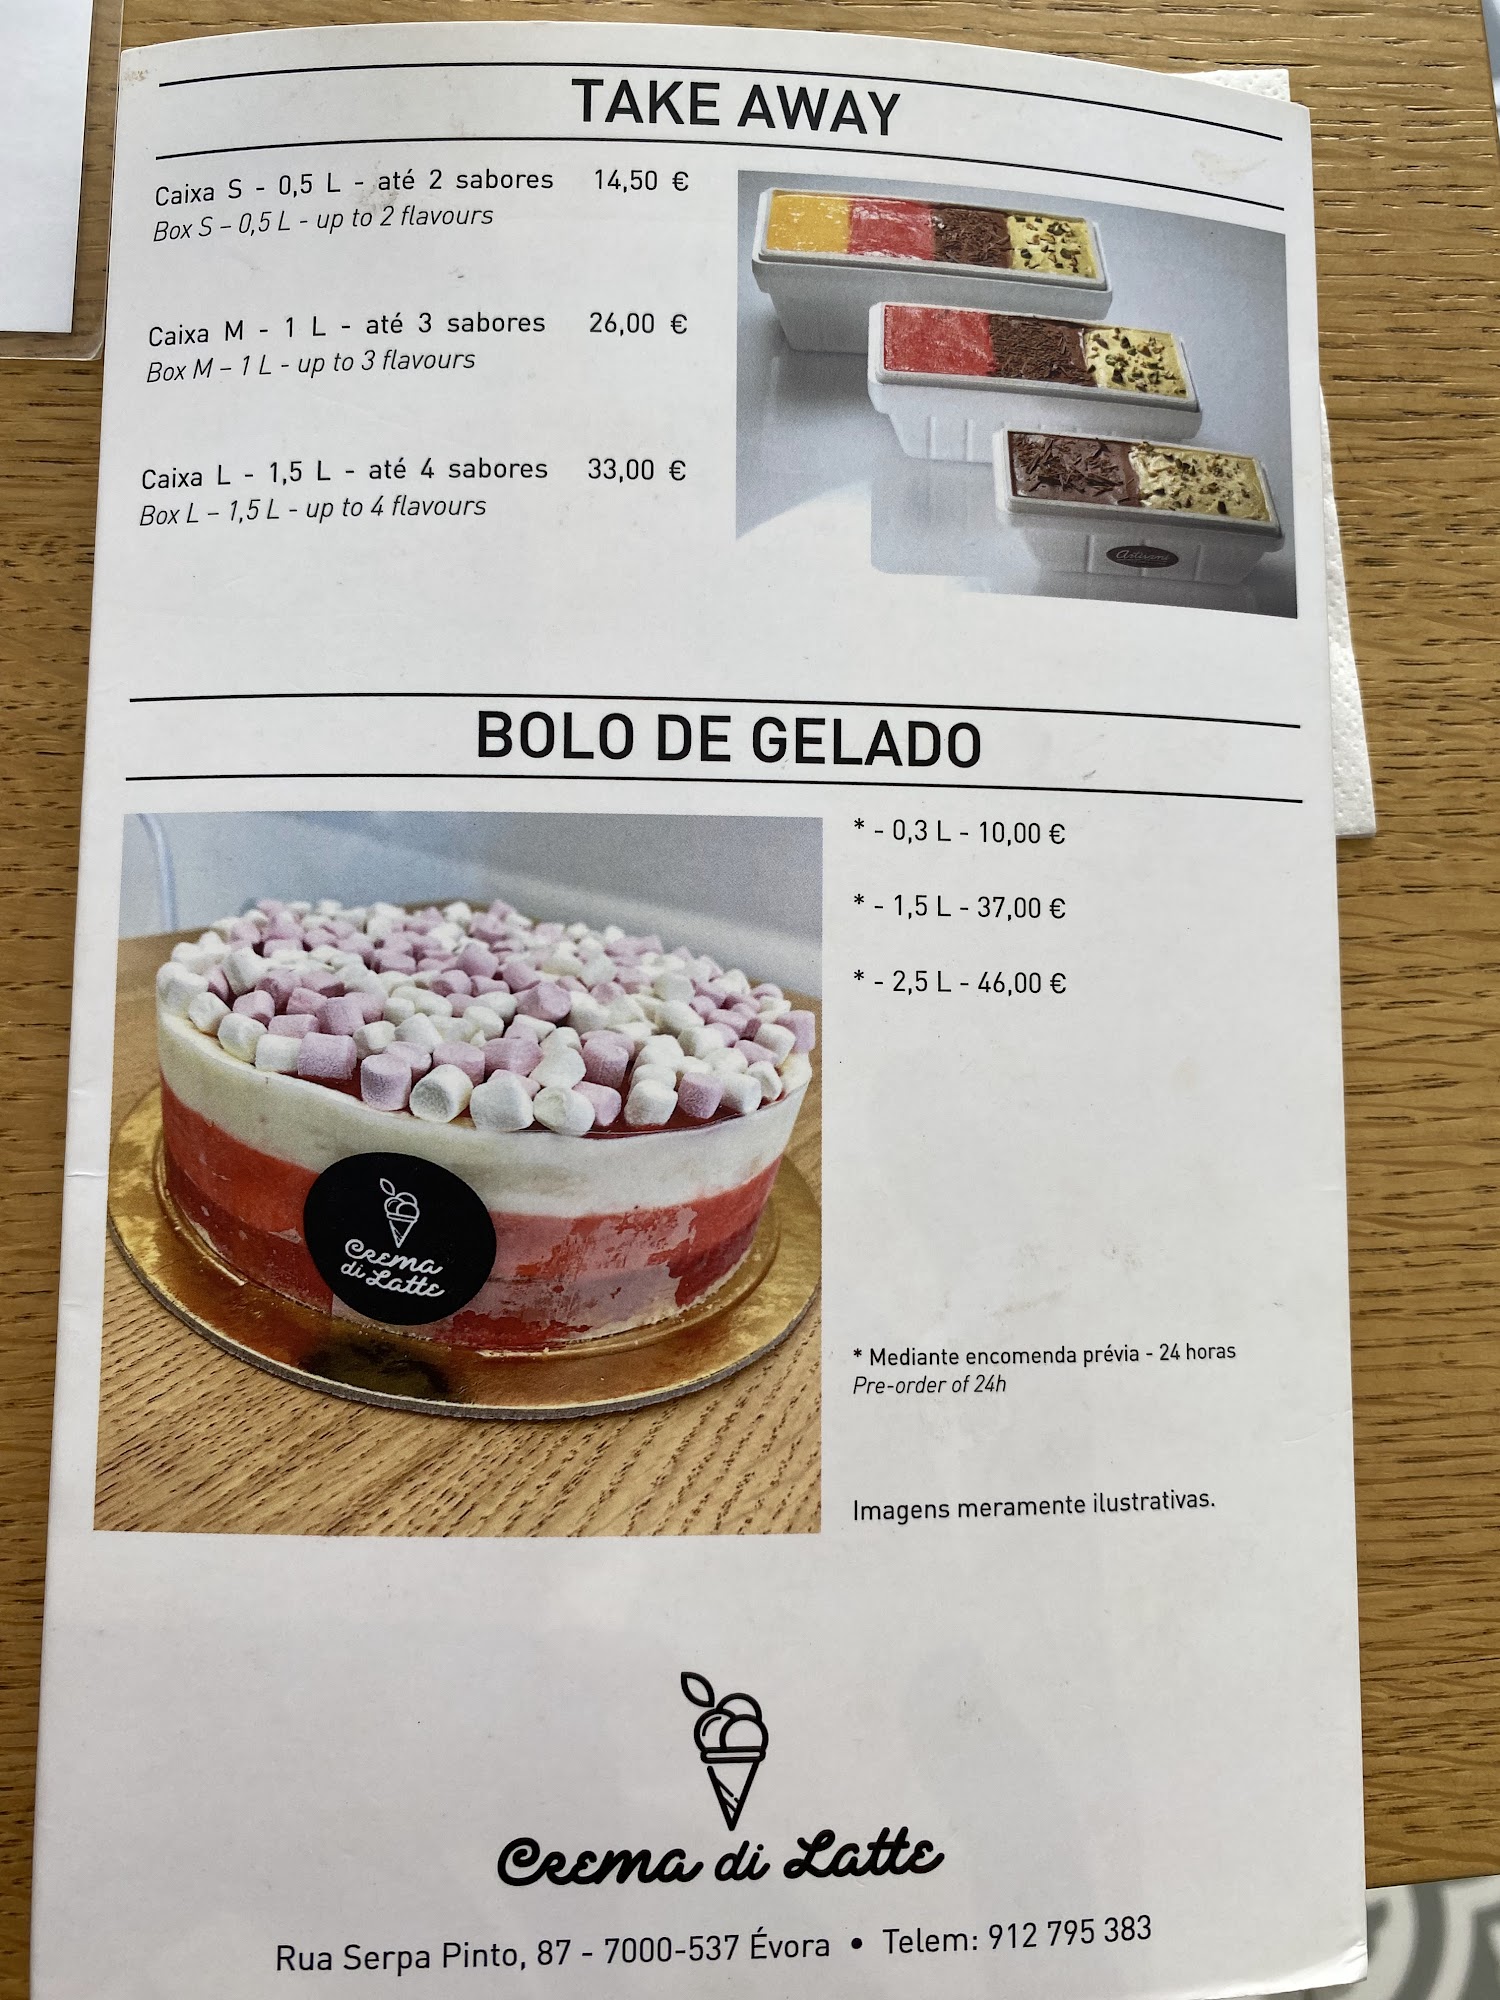 TAKE AWAY
Caixa S - 0,5 L - até 2 sabores 14,50 €
Box S – 0,5 L - up to 2 flavours
Caixa M - 1 L - até 3 sabores 26,00 €
Box M – 1 L - up to 3 flavours
Caixa L - 1,5 L - até 4 sabores 33,00 €
Box L – 1,5 L - up to 4 flavours
Artisane
BOLO DE GELADO
* - 0,3 L - 10,00 €
* - 1,5 L - 37,00 €
* - 2,5 L - 46,00 €
Crema
di Latte
* Mediante encomenda prévia - 24 horas
Pre-order of 24h
Imagens meramente ilustrativas.
Crema di Latte
Rua Serpa Pinto, 87 - 7000-537 Évora • Telem: 912 795 383